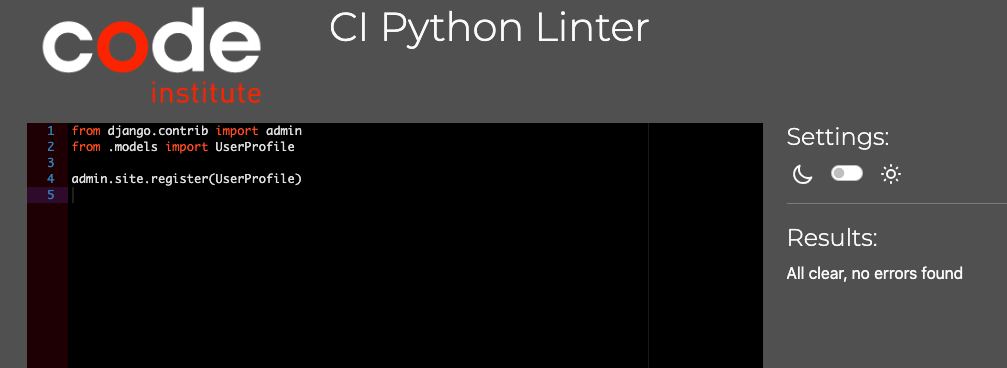 code
institute
CI Python Linter
1 from django.contrib import admin
2 from .models import UserProfile
3
4 admin.site.register(UserProfile)
5
Settings:
Results:
All clear, no errors found